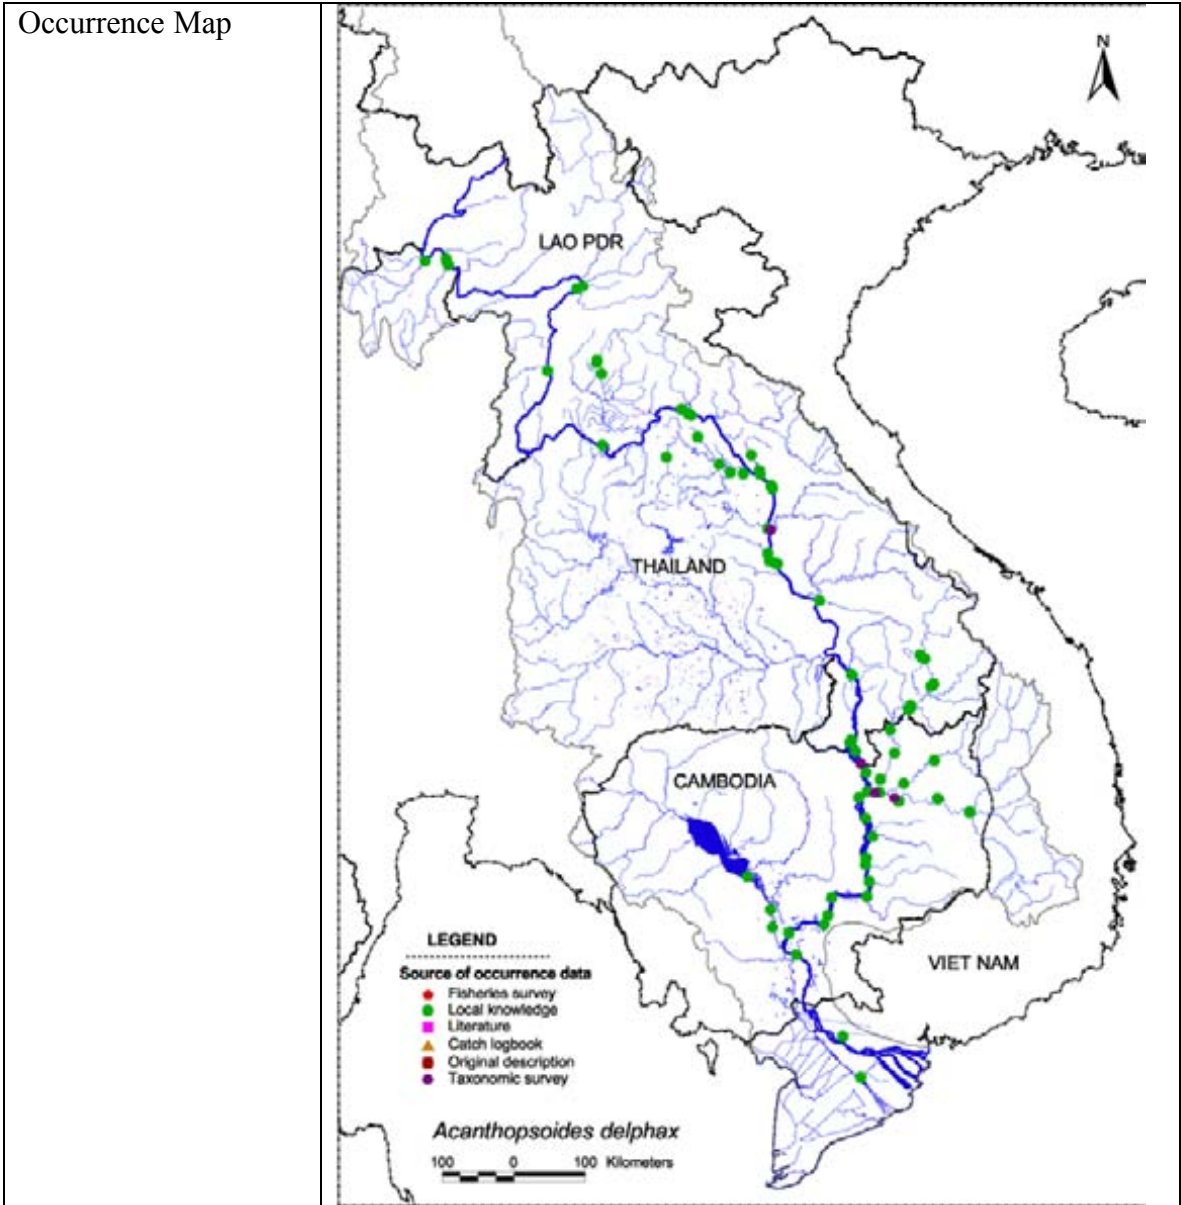 Occurrence Map
N
LAO PDR
THAILAND
CAMBODIA
VIET NAM
LEGEND
Source of occurrence data
Fisheries survey
Local knowledge
Literature
Catch logbook
Original description
Taxonomic survey
Acanthopsoides delphax
100 0 100 Kilometers